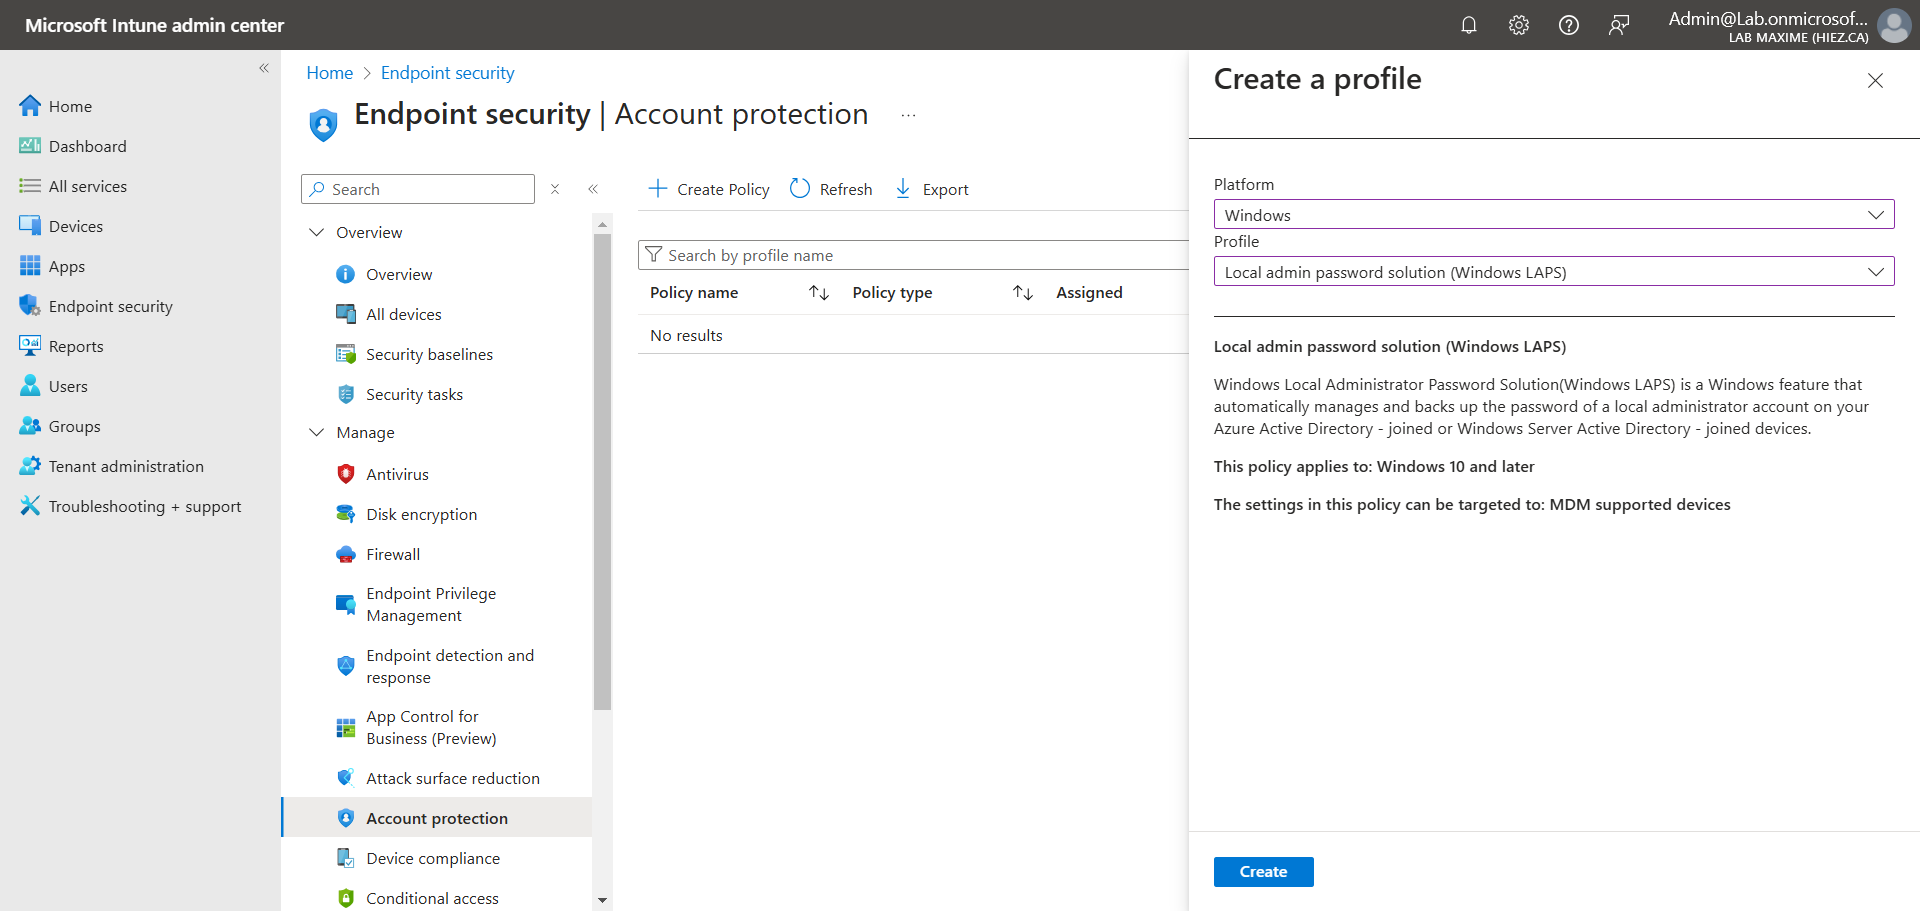 Microsoft Intune admin center
Admin@Lab.onmicrosof...
LAB MAXIME (HIEZ.CA)
Home
Dashboard
All services
Devices
Apps
Endpoint security
Reports
Users
Groups
Tenant administration
Troubleshooting + support
Home > Endpoint security
Endpoint security | Account protection ...
Search
Overview
Overview
All devices
Security baselines
Security tasks
Manage
Antivirus
Disk encryption
Firewall
Endpoint Privilege
Management
Endpoint detection and
response
App Control for
Business (Preview)
Attack surface reduction
Account protection
Device compliance
Conditional access
Create Policy Refresh Export
Search by profile name
Policy name Policy type Assigned
No results
Create a profile
Platform
Windows
Profile
Local admin password solution (Windows LAPS)
Local admin password solution (Windows LAPS)
Windows Local Administrator Password Solution(Windows LAPS) is a Windows feature that
automatically manages and backs up the password of a local administrator account on your
Azure Active Directory - joined or Windows Server Active Directory - joined devices.
This policy applies to: Windows 10 and later
The settings in this policy can be targeted to: MDM supported devices
Create